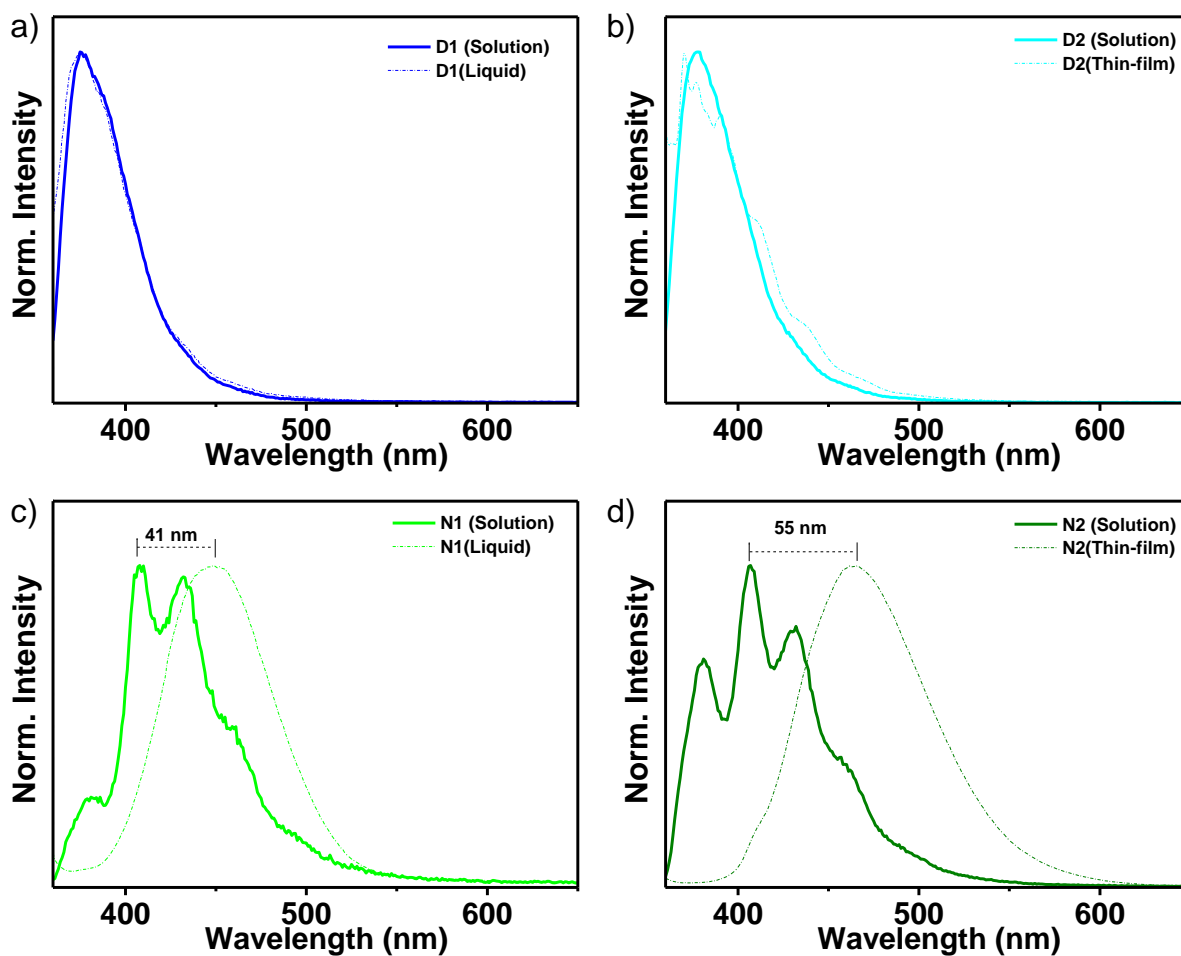 a)
D1 (Solution)
D1(Liquid)
Norm. Intensity
400 500 600
Wavelength (nm)
b)
D2 (Solution)
D2(Thin-film)
Norm. Intensity
400 500 600
Wavelength (nm)
c)
41 nm
N1 (Solution)
N1(Liquid)
Norm. Intensity
400 500 600
Wavelength (nm)
d)
55 nm
N2 (Solution)
N2(Thin-film)
Norm. Intensity
400 500 600
Wavelength (nm)